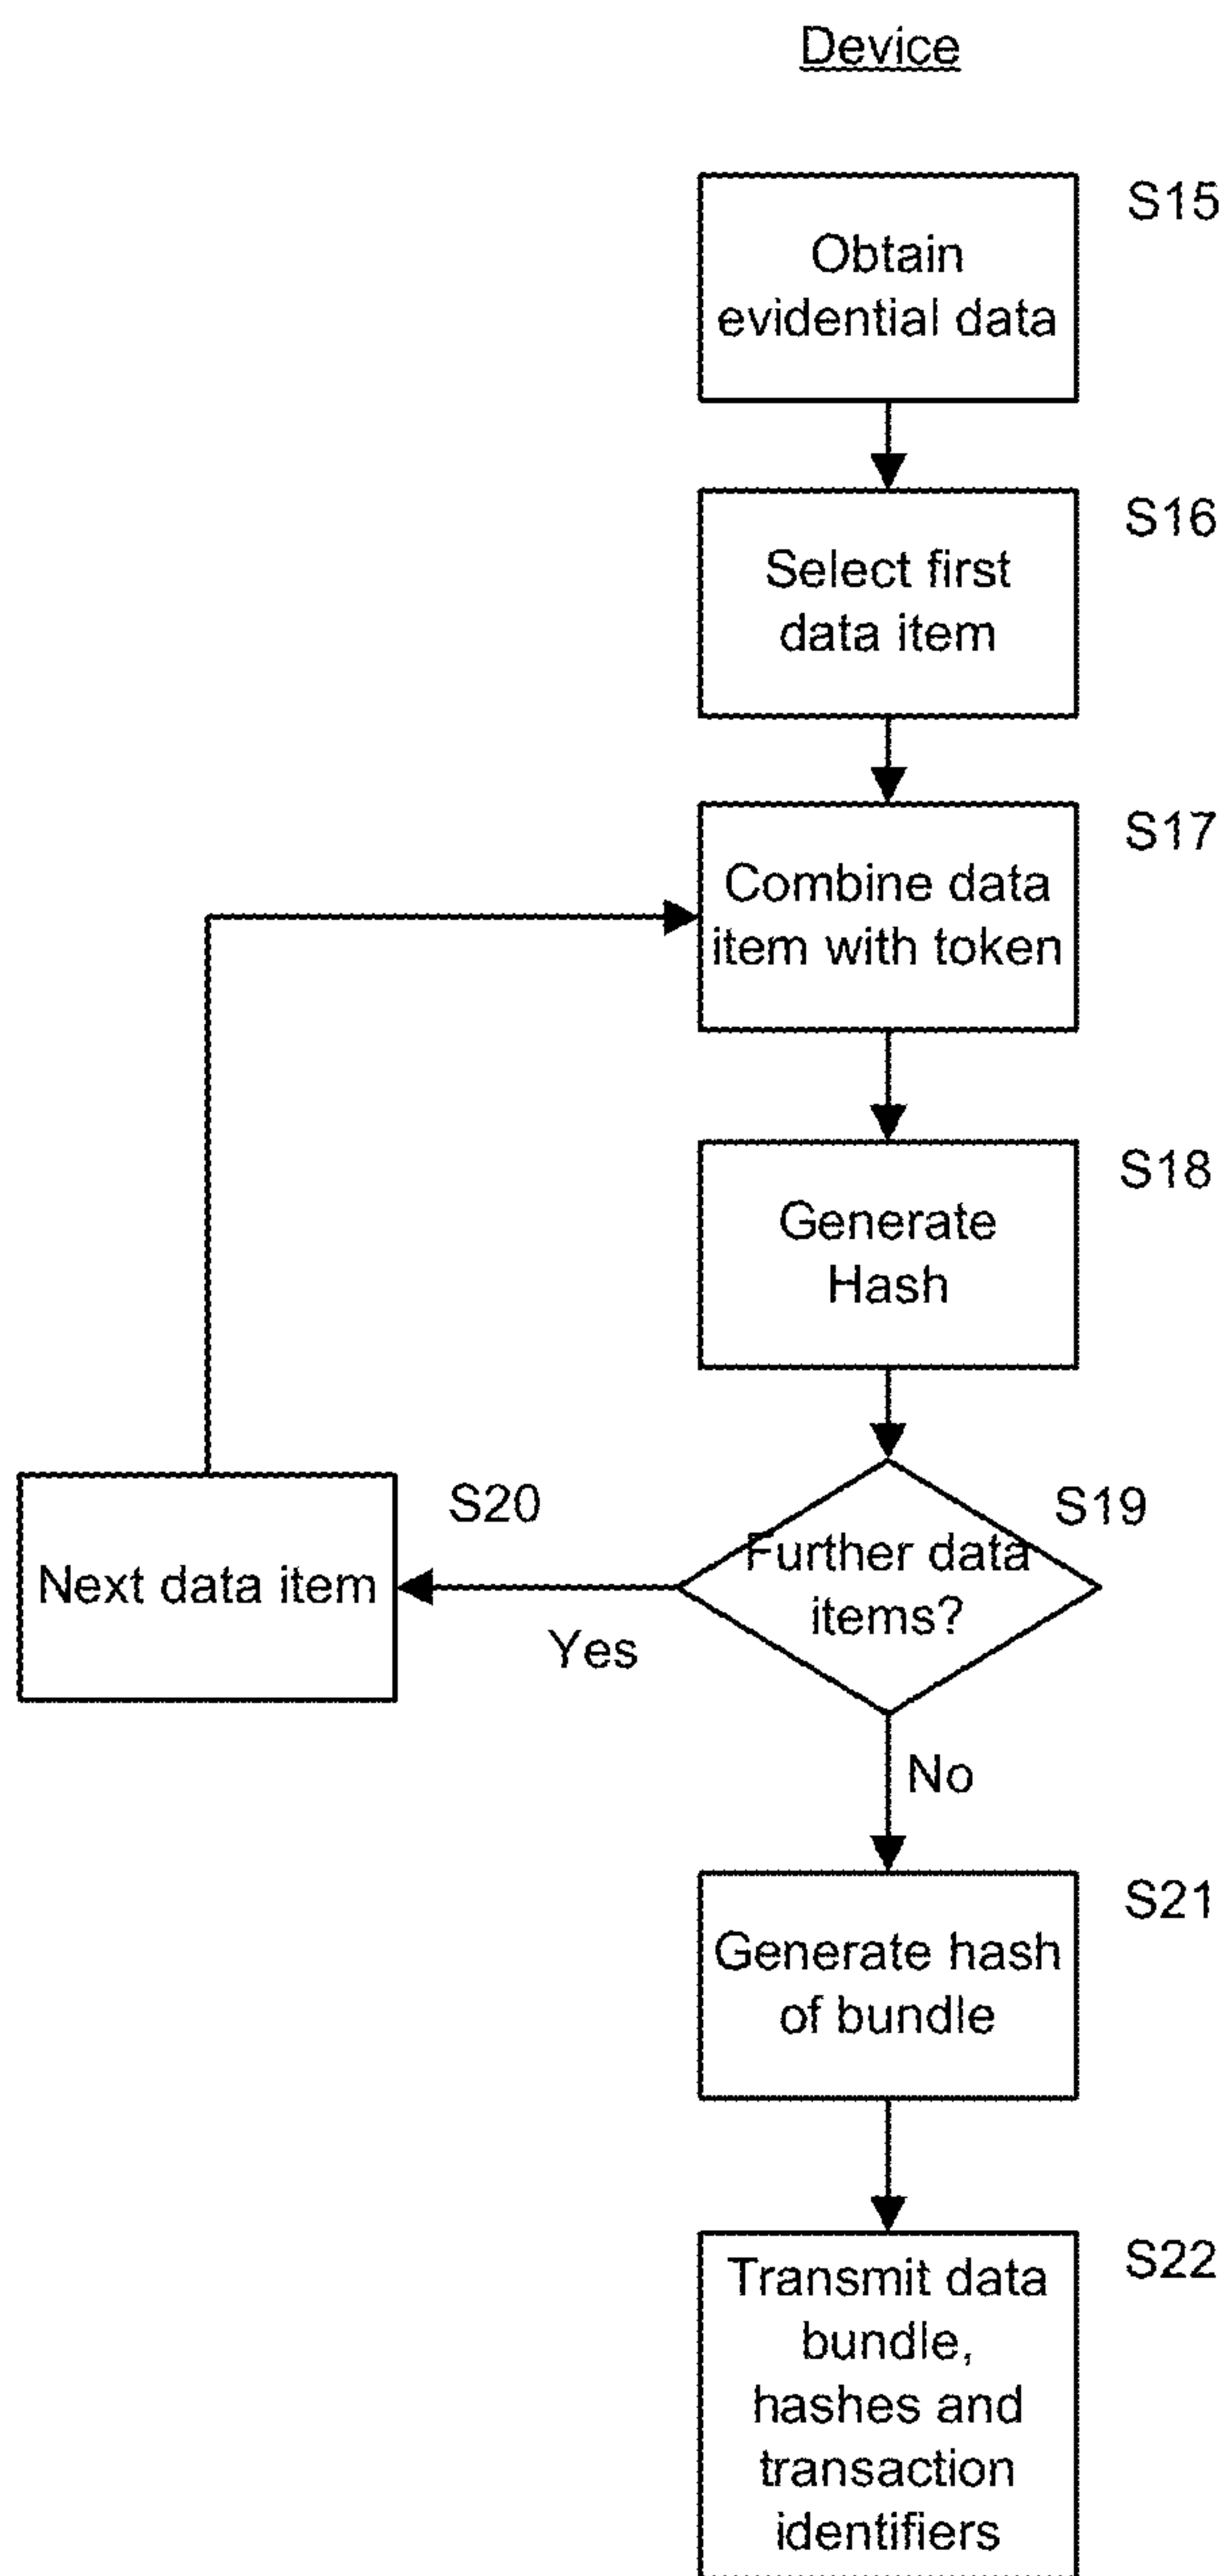 Device
S15
Obtain
evidential data
S16
Select first
data item
S17
Combine data
item with token
S18
Generate
Hash
S19
Further data
items?
S20
Next data item
Yes
No
S21
Generate hash
of bundle
S22
Transmit data
bundle,
hashes and
transaction
identifiers